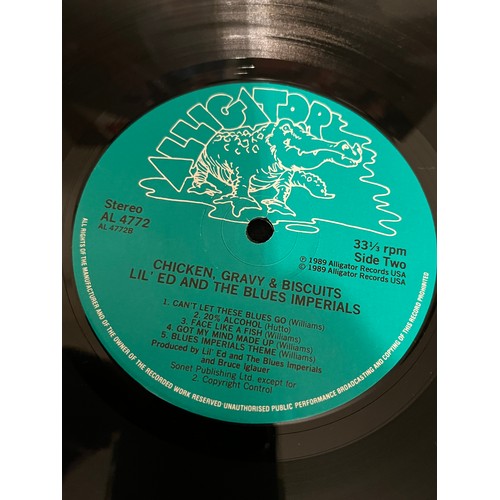 ALLIGATOR
Stereo
AL 4772
AL 4772B
33⅓ rpm
Side Two
℗ 1989 Alligator Records USA
© 1989 Alligator Records USA
CHICKEN, GRAVY & BISCUITS
LIL' ED AND THE BLUES IMPERIALS
1. CAN'T LET THESE BLUES GO (Williams)
2. 20% ALCOHOL (Hutto)
3. FACE LIKE A FISH (Williams)
4. GOT MY MIND MADE UP (Williams)
5. BLUES IMPERIALS THEME (Williams)
Produced by Lil' Ed and The Blues Imperials
and Bruce Iglauer
Sonet Publishing Ltd. except for
2. Copyright Control
ALL RIGHTS OF THE MANUFACTURER AND OF THE OWNER OF THE RECORDED WORK RESERVED UNAUTHORISED PUBLIC PERFORMANCE BROADCASTING AND COPYING OF THIS RECORD PROHIBITED